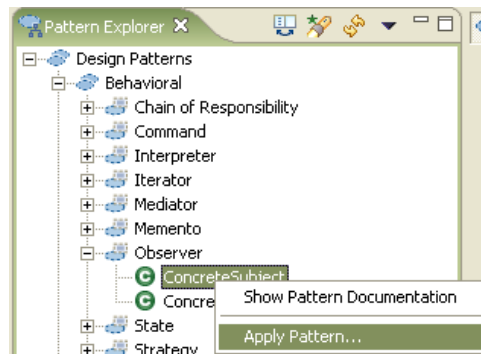 Pattern Explorer
Design Patterns
Behavioral
Chain of Responsibility
Command
Interpreter
Iterator
Mediator
Memento
Observer
ConcreteSubject
Show Pattern Documentation
State
Apply Pattern...
Strategy